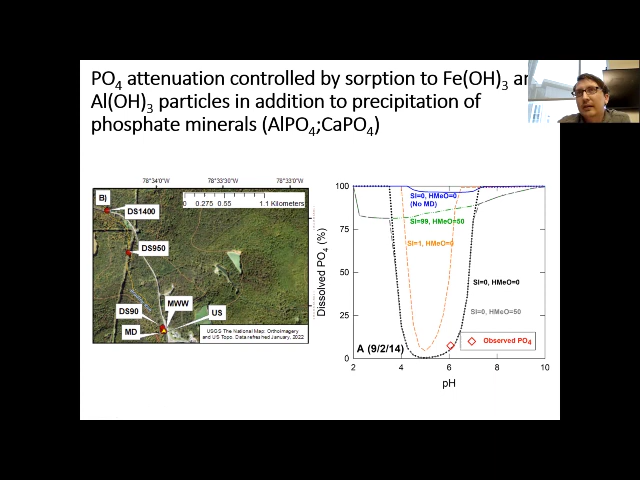 PO4 attenuation controlled by sorption to Fe(OH)3 an
Al(OH)3 particles in addition to precipitation of
phosphate minerals (AlPO4;CaPO4)
78°34'0"W
78°33'30"W
78°33'0"W
B)
0 0.275 0.55 1.1 Kilometers
DS1400
DS950
DS90
MWW
US
MD
USGS The National Map: Orthoimagery
and US Topo. Data refreshed January, 2022
Dissolved PO4 (%)
100
75
50
25
0
SI=0, HMeO=0
(No MD)
SI=99, HMeO=50
SI=1, HMeO=0
SI=0, HMeO=0
SI=0, HMeO=50
Observed PO4
A (9/2/14)
2 4 6 8 10
pH